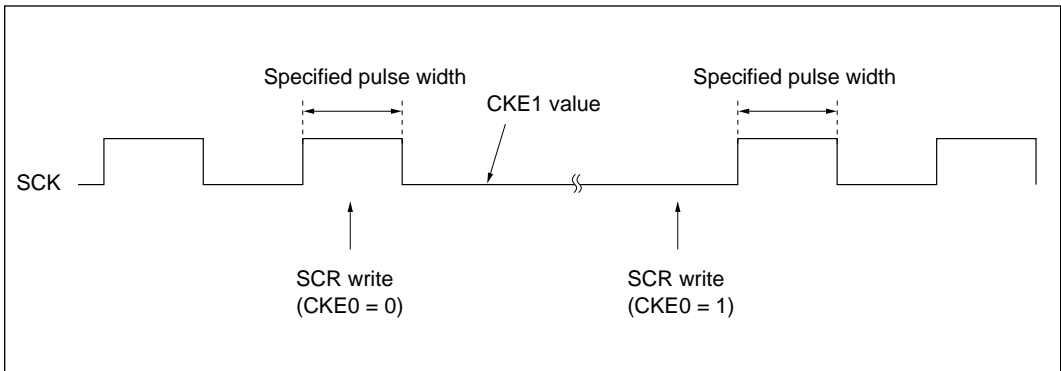 Specified pulse width
Specified pulse width
CKE1 value
SCK
SCR write
(CKE0 = 0)
SCR write
(CKE0 = 1)